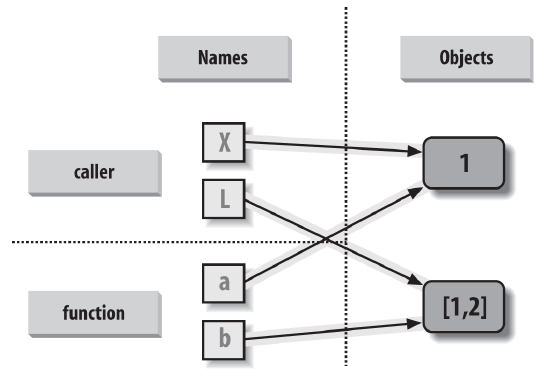 Names
Objects
X
1
caller
L
a
[1,2]
function
b